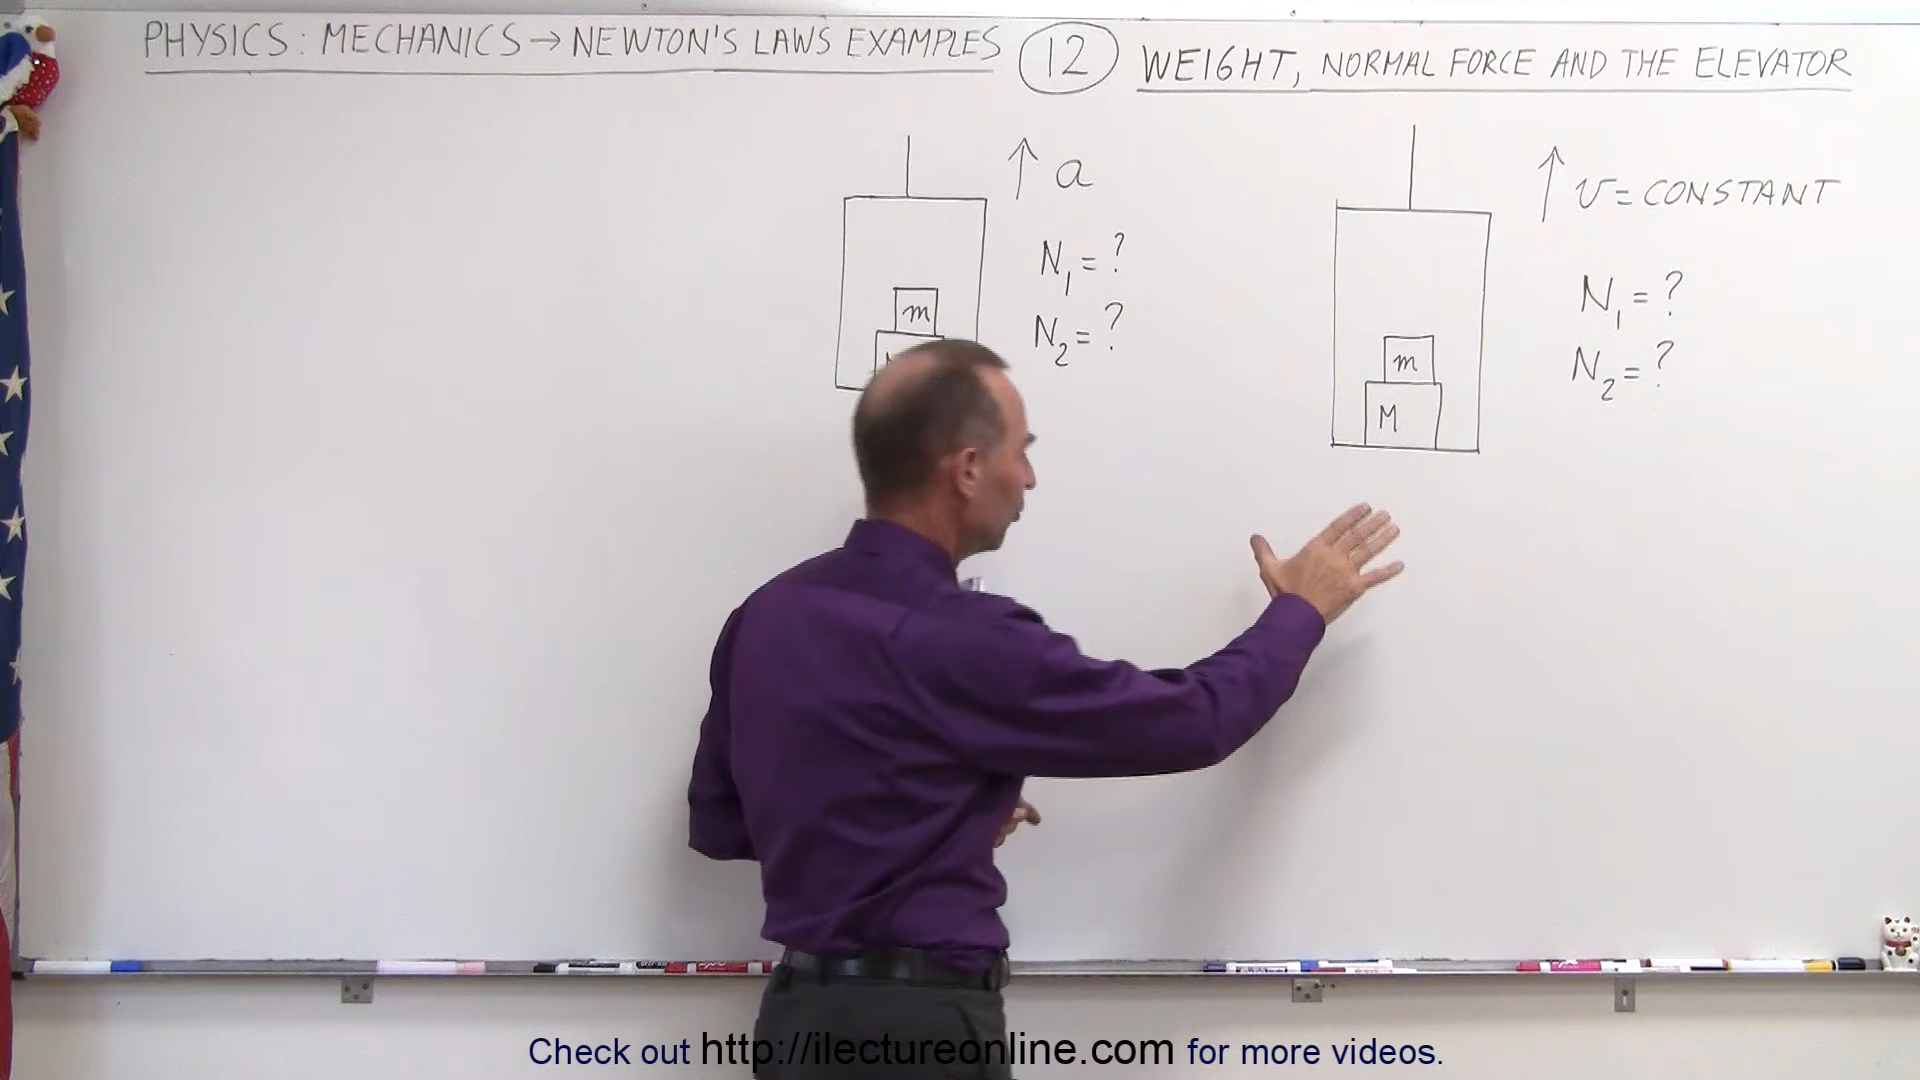 PHYSICS: MECHANICS → NEWTON'S LAWS EXAMPLES 12 WEIGHT, NORMAL FORCE AND THE ELEVATOR
↑ a
N₁ = ?
N₂ = ?
m
↑ v = CONSTANT
N₁ = ?
N₂ = ?
m
M
Check out http://ilectureonline.com for more videos.